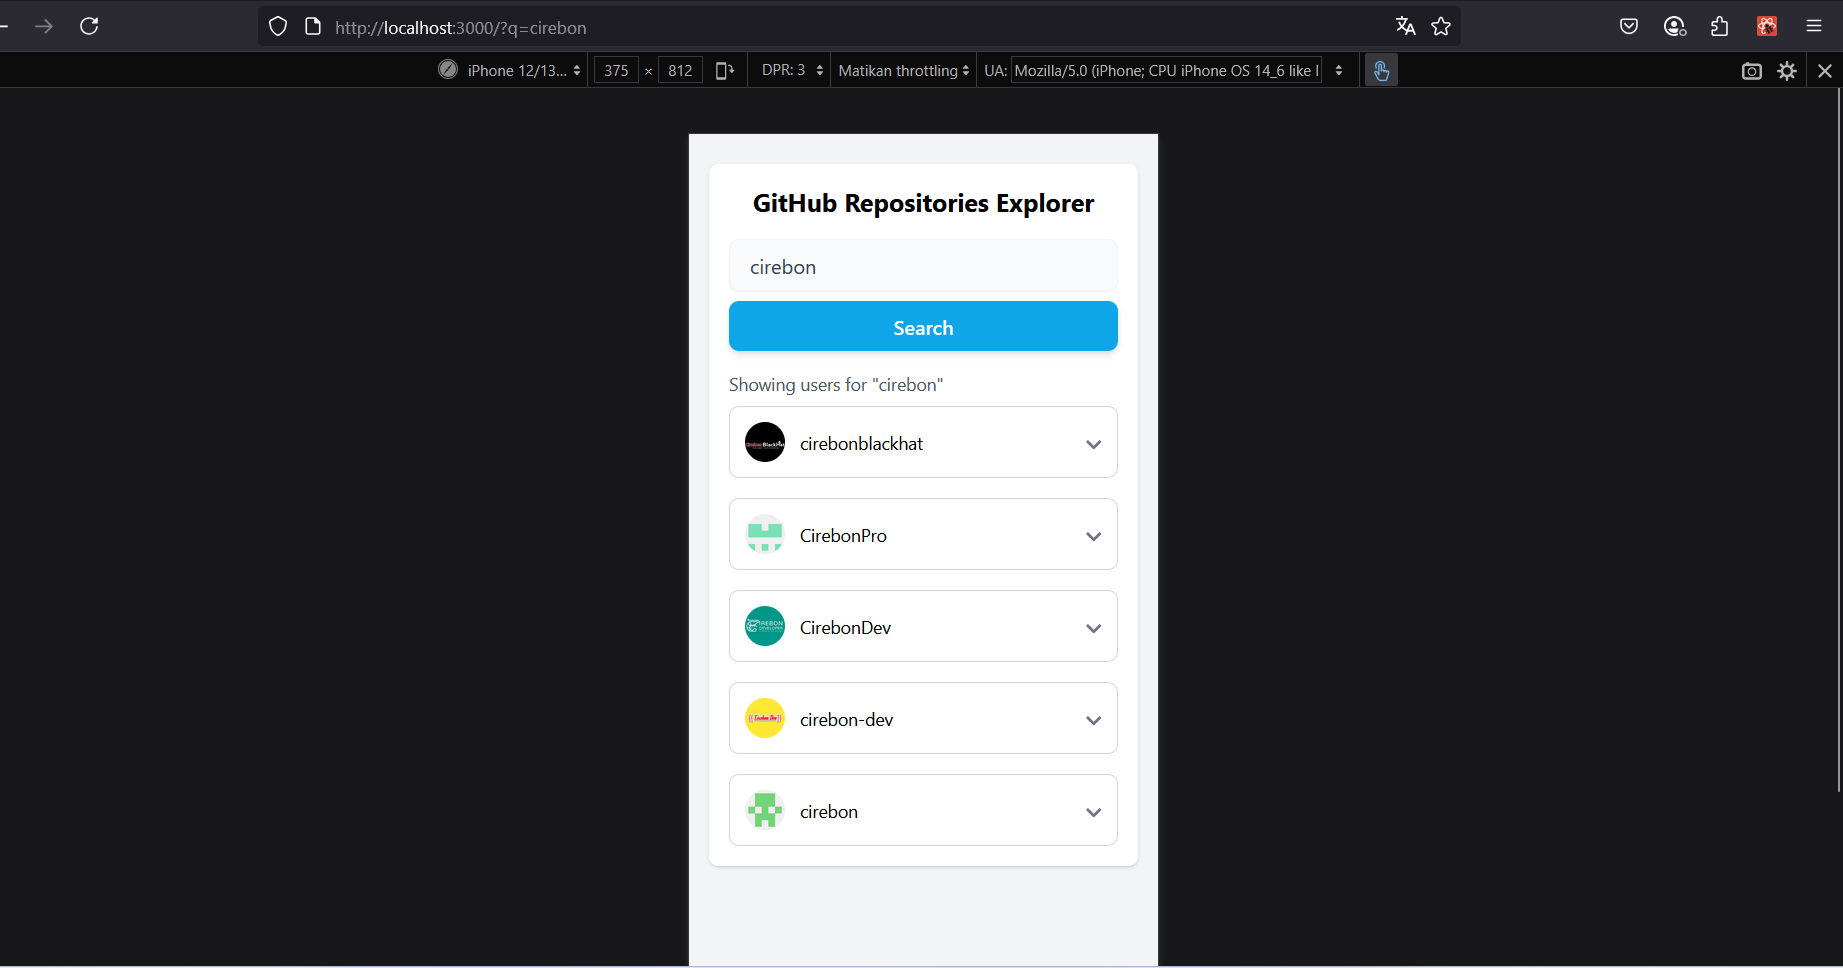 http://localhost:3000/?q=cirebon
iPhone 12/13... 375 × 812 DPR: 3 Matikan throttling UA: Mozilla/5.0 (iPhone; CPU iPhone OS 14_6 like
GitHub Repositories Explorer
cirebon
Search
Showing users for "cirebon"
cirebonblackhat
CirebonPro
CIREBON
DEVELOPER
CirebonDev
cirebon-dev
cirebon